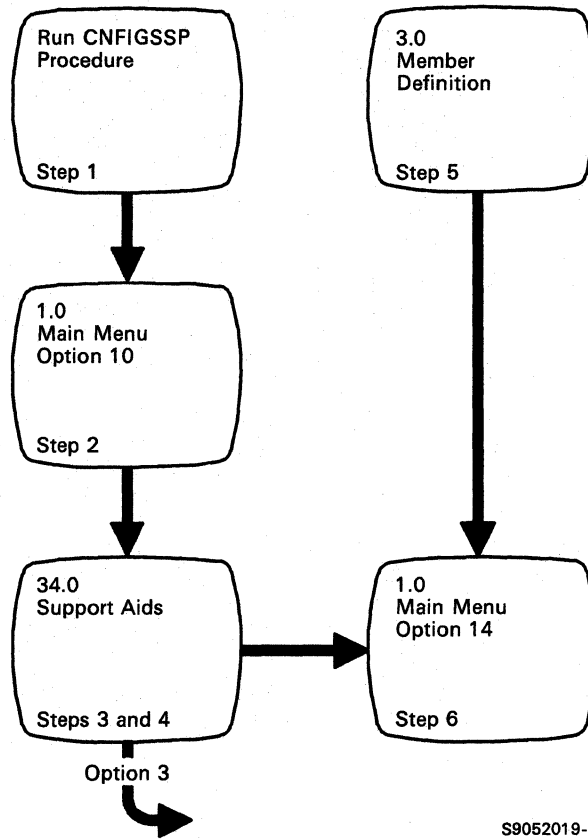 Run CNFIGSSP
Procedure
Step 1
1.0
Main Menu
Option 10
Step 2
34.0
Support Aids
Steps 3 and 4
Option 3
3.0
Member
Definition
Step 5
1.0
Main Menu
Option 14
Step 6
S9052019-